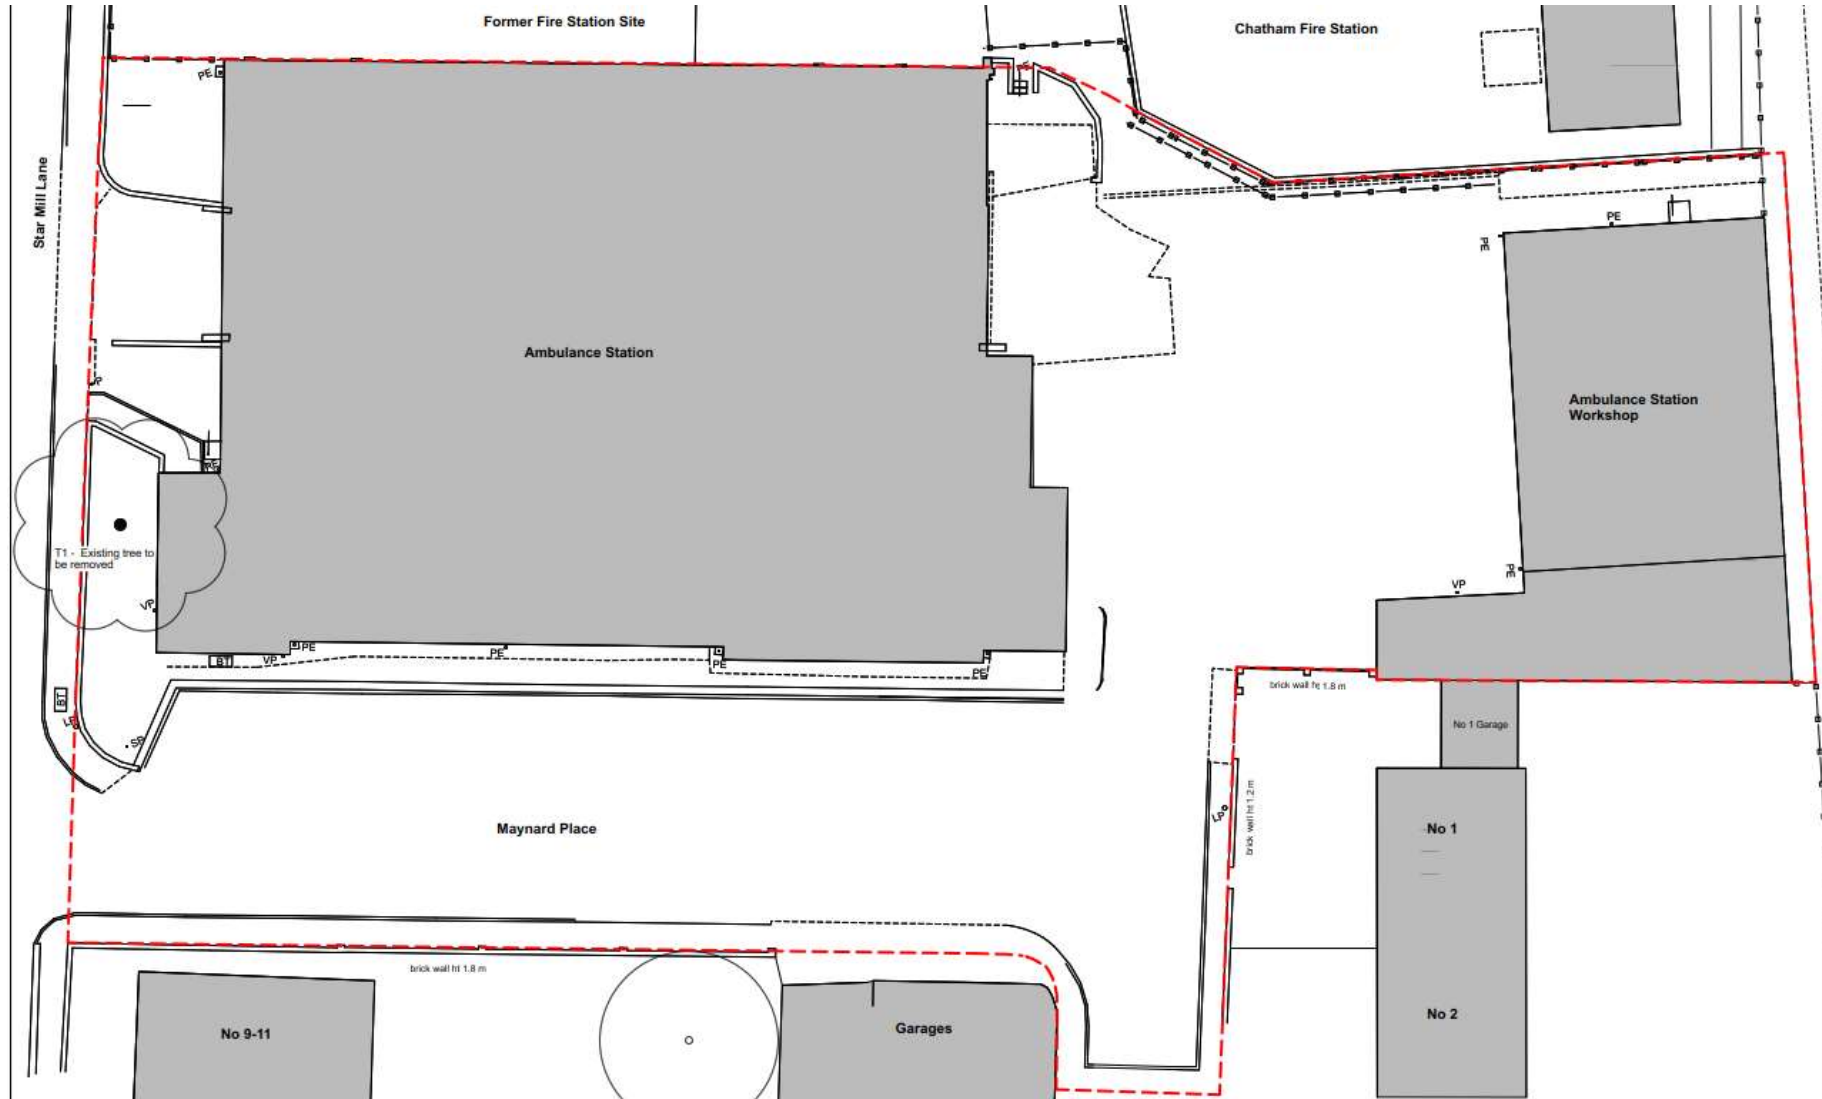 Former Fire Station Site
Chatham Fire Station
PE
PE
Star Mill Lane
PE
PE
Ambulance Station
Ambulance Station
Workshop
PE
T1 - Existing tree to
be removed
VP
VP
PE
BT
VP
PE
PE
PE
PE
BT
LP
SP
brick wall ht 1.8 m
No 1 Garage
brick wall ht 1.2 m
LP
Maynard Place
No 1
brick wall ht 1.8 m
No 9-11
Garages
No 2